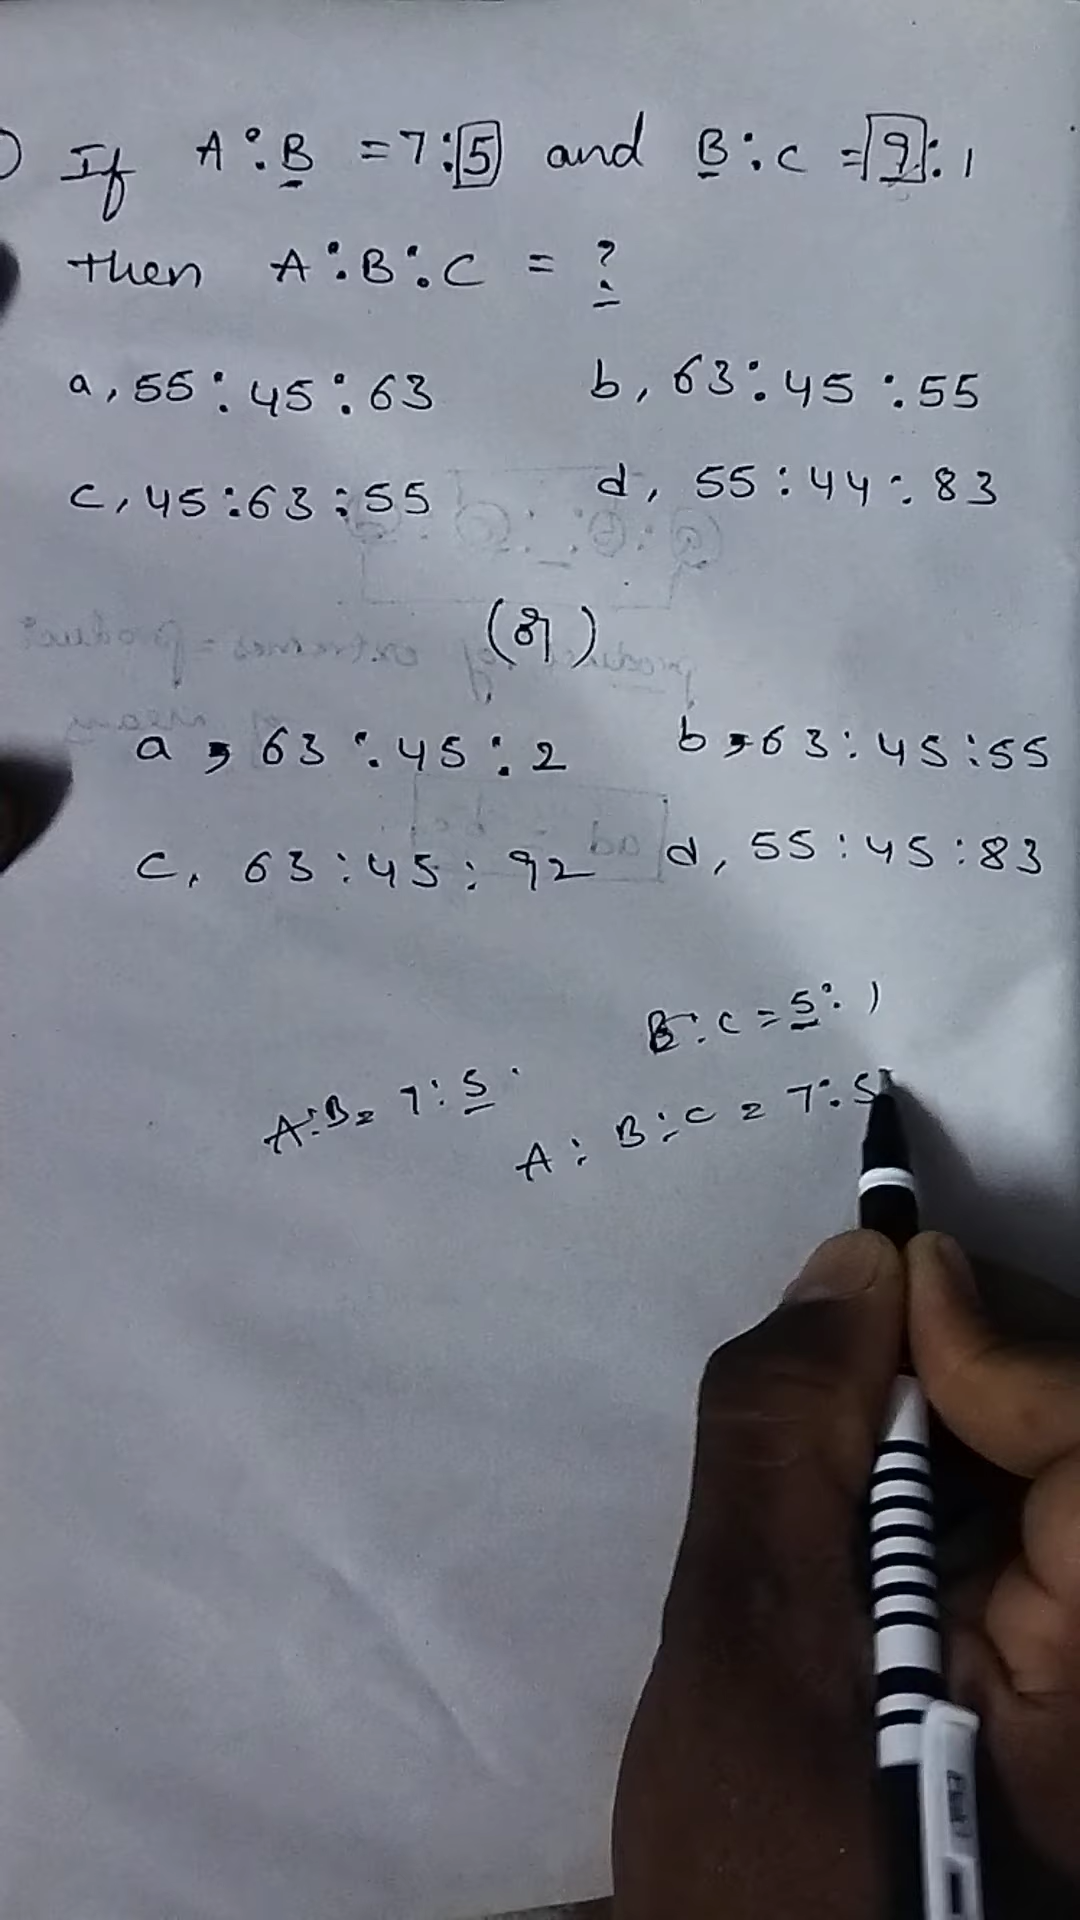 If A:B = 7:5 and B:C = 9:1
then A:B:C = ?
a, 55:45:63 b, 63:45:55
c, 45:63:55 d, 55:44:83
(or)
a, 63:45:2 b, 63:45:55
c, 63:45:92 d, 55:45:83
B:C = 5:1
A:B = 7:5
A:B:C = 7:5